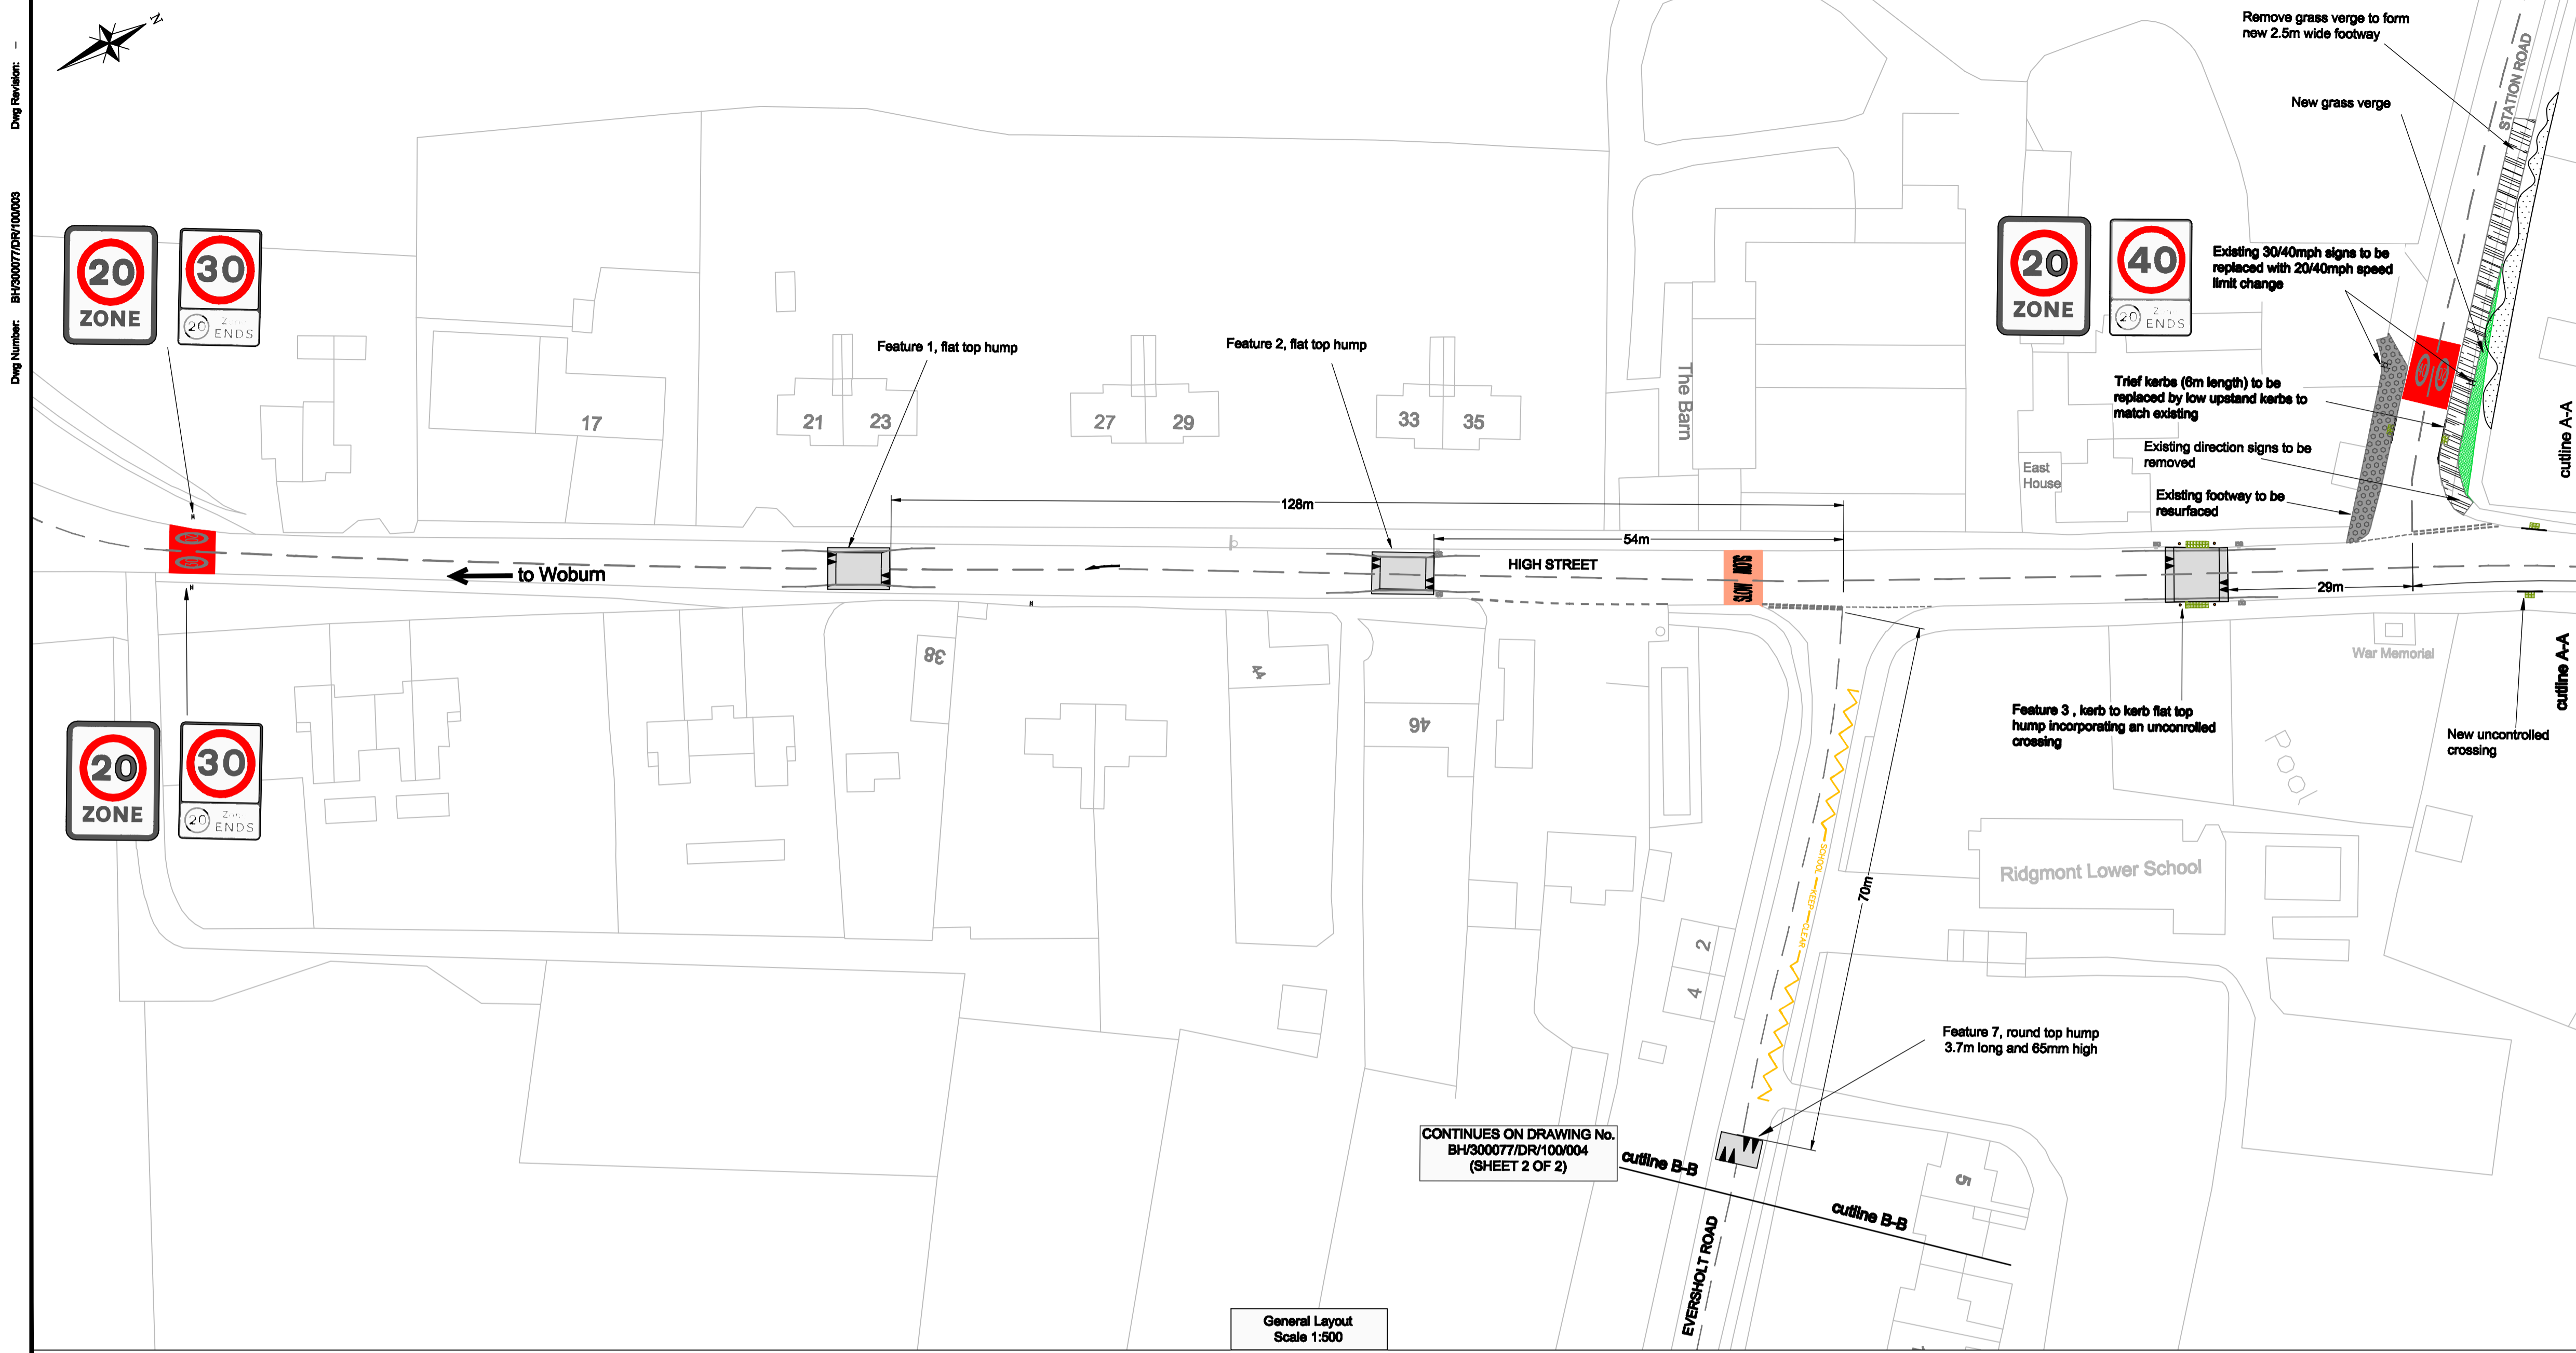 Dwg Number: BH/300077/DR/100/003 Dwg Revision: –
N
Remove grass verge to form
new 2.5m wide footway
STATION ROAD
New grass verge
20
ZONE
30
20
ENDS
20
ZONE
40
20
ENDS
Existing 30/40mph signs to be
replaced with 20/40mph speed
limit change
Feature 1, flat top hump
Feature 2, flat top hump
Trief kerbs (6m length) to be
replaced by low upstand kerbs to
match existing
Existing direction signs to be
removed
Existing footway to be
resurfaced
cutline A-A
17
21
23
27
29
33
35
The Barn
East
House
128m
54m
HIGH STREET
SLOW
SLOW
to Woburn
29m
38
44
46
War Memorial
cutline A-A
20
ZONE
30
20
ENDS
Feature 3 , kerb to kerb flat top
hump incorporating an unconrolled
crossing
New uncontrolled
crossing
Pool
SCHOOL KEEP CLEAR
70m
Ridgmont Lower School
2
4
Feature 7, round top hump
3.7m long and 65mm high
CONTINUES ON DRAWING No.
BH/300077/DR/100/004
(SHEET 2 OF 2)
cutline B-B
cutline B-B
5
EVERSHOLT ROAD
General Layout
Scale 1:500